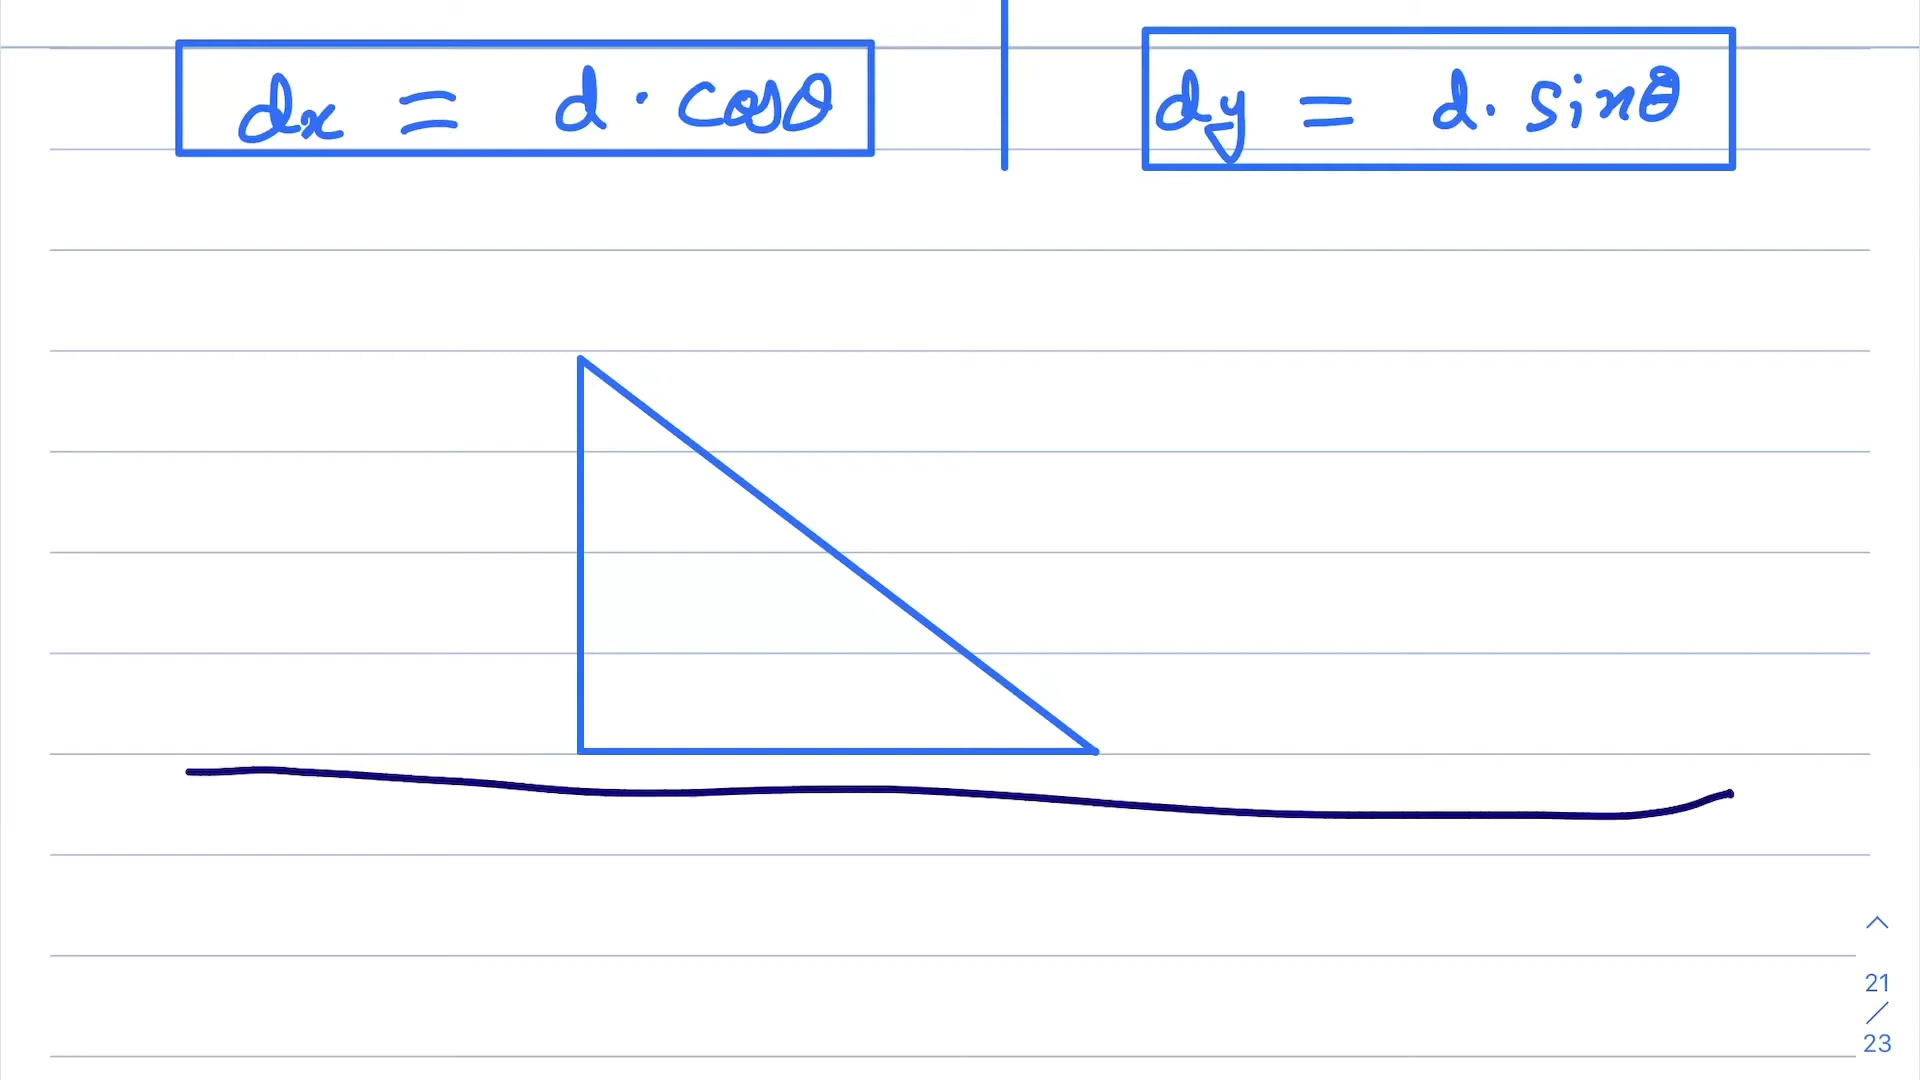 dx = d · cosθ
dy = d · sinθ
21
/
23